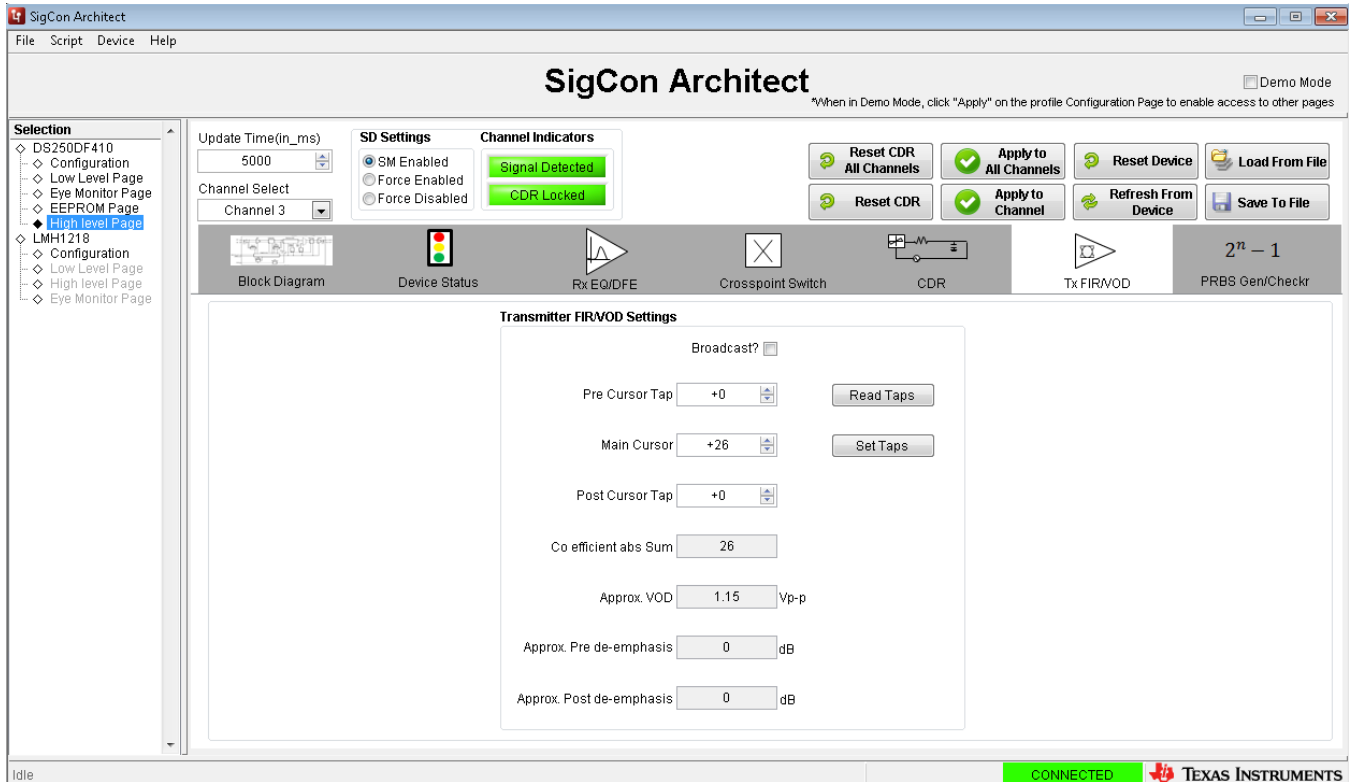 SigCon Architect
File Script Device Help
SigCon Architect
Demo Mode
*When in Demo Mode, click "Apply" on the profile Configuration Page to enable access to other pages
Selection
DS250DF410
Configuration
Low Level Page
Eye Monitor Page
EEPROM Page
High level Page
LMH1218
Configuration
Low Level Page
High level Page
Eye Monitor Page
Update Time(in_ms)
5000
Channel Select
Channel 3
SD Settings
SM Enabled
Force Enabled
Force Disabled
Channel Indicators
Signal Detected
CDR Locked
Reset CDR
All Channels
Apply to
All Channels
Reset Device
Load From File
Reset CDR
Apply to
Channel
Refresh From
Device
Save To File
Block Diagram
Device Status
Rx EQ/DFE
Crosspoint Switch
CDR
Tx FIR/VOD
2ⁿ − 1
PRBS Gen/Checkr
Transmitter FIR/VOD Settings
Broadcast?
Pre Cursor Tap +0 Read Taps
Main Cursor +26 Set Taps
Post Cursor Tap +0
Co efficient abs Sum 26
Approx. VOD 1.15 Vp-p
Approx. Pre de-emphasis 0 dB
Approx. Post de-emphasis 0 dB
Idle
CONNECTED
TEXAS INSTRUMENTS